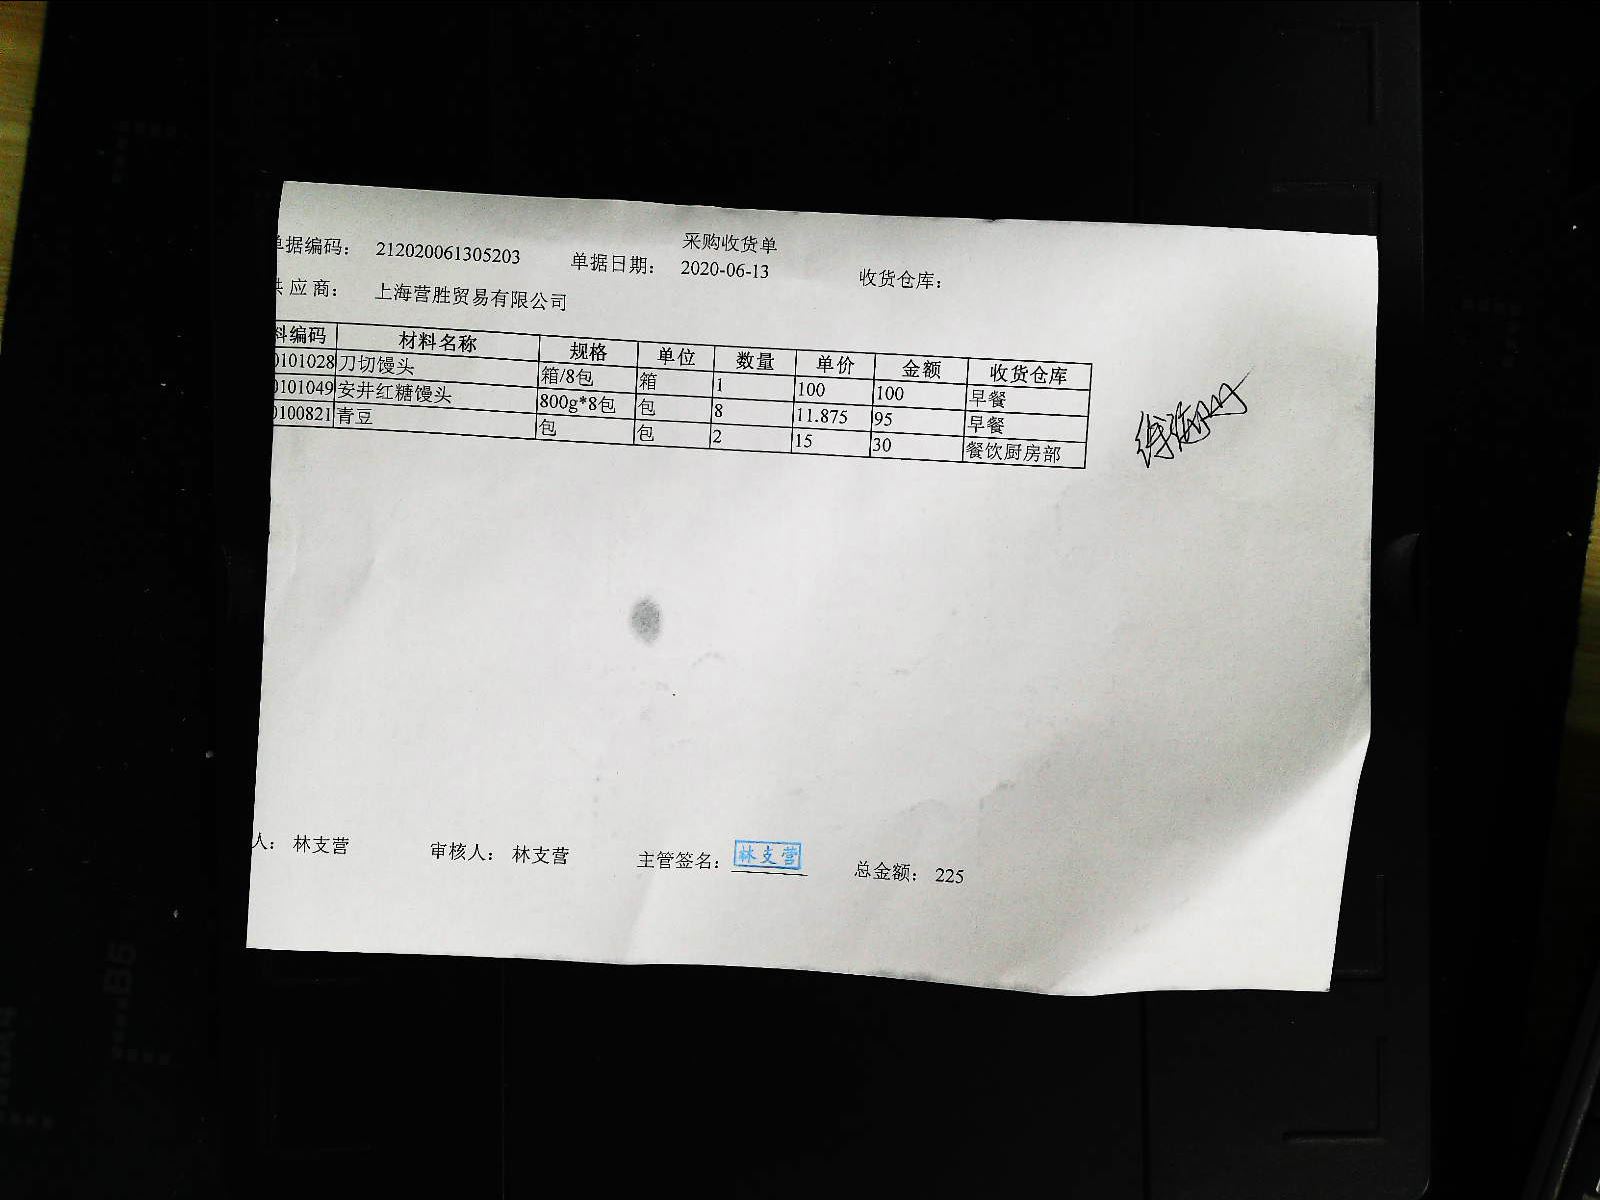 采购收货单
单据编码： 212020061305203 单据日期： 2020-06-13 收货仓库：
供应商： 上海营胜贸易有限公司
料编码 材料名称 规格 单位 数量 单价 金额 收货仓库
0101028 刀切馒头 箱/8包 箱 1 100 100 早餐
0101049 安井红糖馒头 800g*8包 包 8 11.875 95 早餐
0100821 青豆 包 包 2 15 30 餐饮厨房部
人： 林支营 审核人： 林支营 主管签名： 林支营 总金额： 225